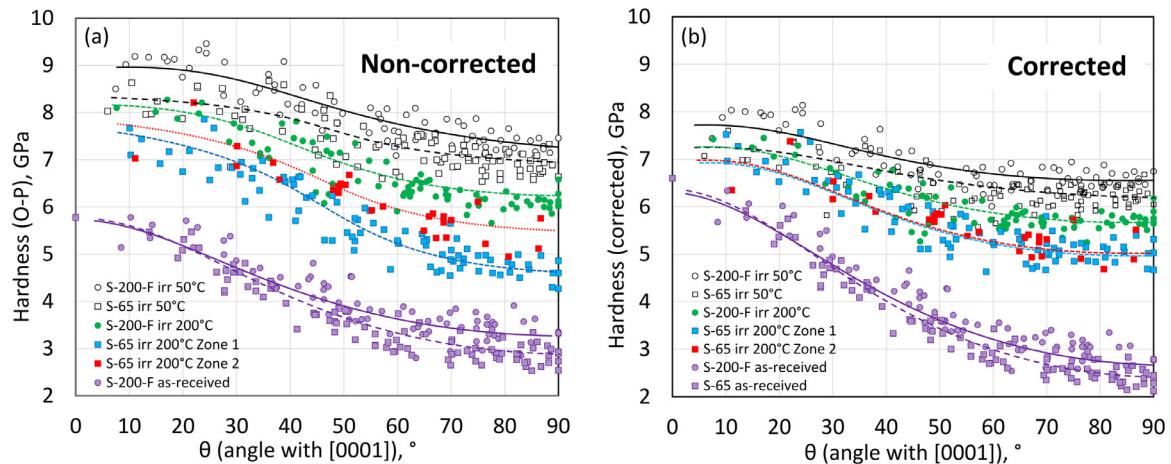 (a)
Non-corrected
Hardness (O-P), GPa
10
9
8
7
6
5
4
3
2
S-200-F irr 50°C
S-65 irr 50°C
S-200-F irr 200°C
S-65 irr 200°C Zone 1
S-65 irr 200°C Zone 2
S-200-F as-received
S-65 as-received
0 10 20 30 40 50 60 70 80 90
θ (angle with [0001]), °
(b)
Corrected
Hardness (corrected), GPa
10
9
8
7
6
5
4
3
2
S-200-F irr 50°C
S-65 irr 50°C
S-200-F irr 200°C
S-65 irr 200°C Zone 1
S-65 irr 200°C Zone 2
S-200-F as-received
S-65 as-received
0 10 20 30 40 50 60 70 80 90
θ (angle with [0001]), °